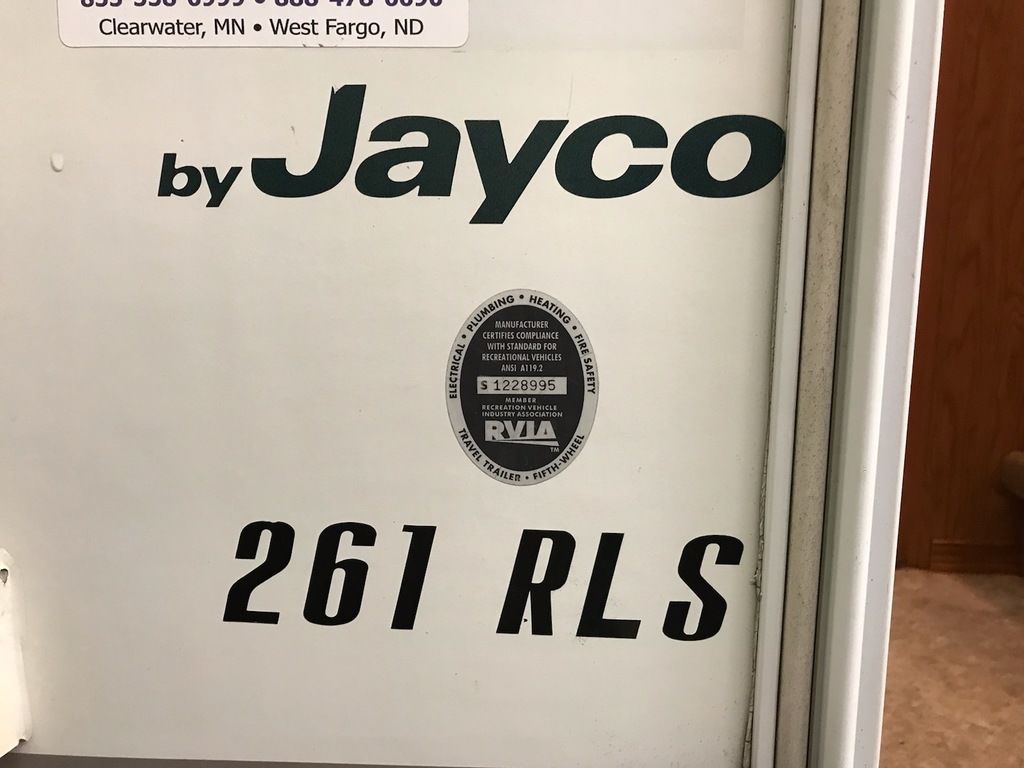 Clearwater, MN • West Fargo, ND
by Jayco
ELECTRICAL • PLUMBING • HEATING • FIRE SAFETY
MANUFACTURER
CERTIFIES COMPLIANCE
WITH STANDARD FOR
RECREATIONAL VEHICLES
ANSI A119.2
S 1228995
MEMBER
RECREATION VEHICLE
INDUSTRY ASSOCIATION
RVIA
TM
TRAVEL TRAILER • FIFTH-WHEEL
261 RLS